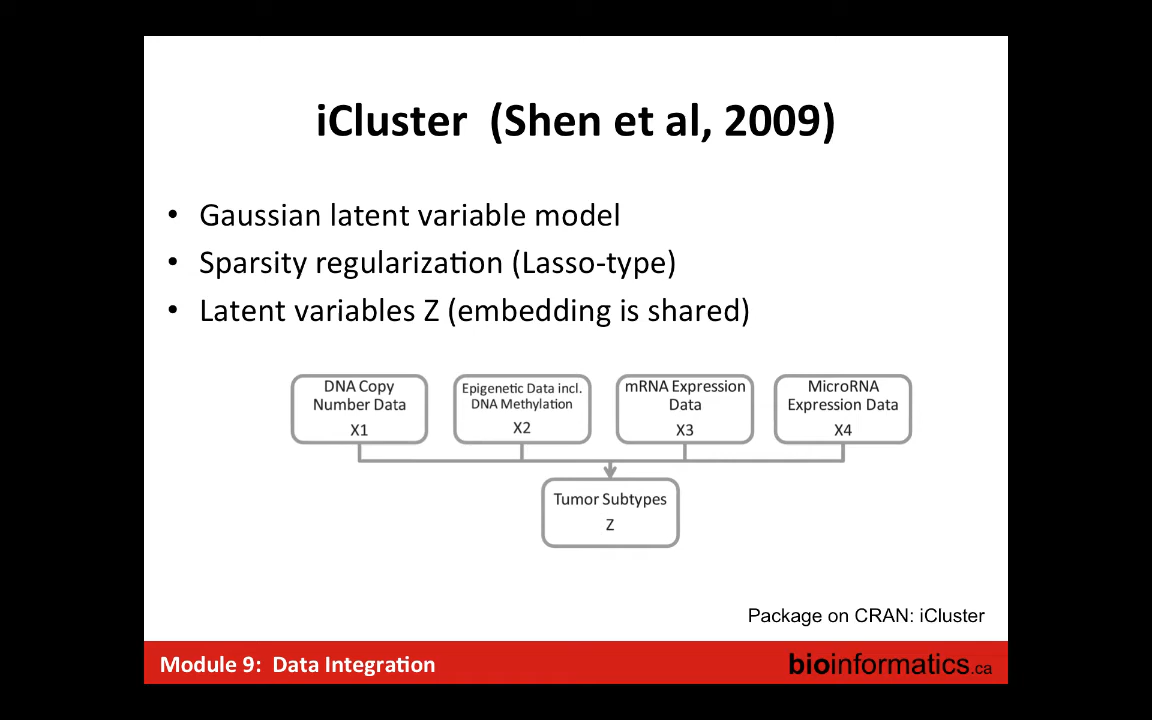 iCluster (Shen et al, 2009)
• Gaussian latent variable model
• Sparsity regularization (Lasso-type)
• Latent variables Z (embedding is shared)
DNA Copy
Number Data
X1
Epigenetic Data incl.
DNA Methylation
X2
mRNA Expression
Data
X3
MicroRNA
Expression Data
X4
Tumor Subtypes
Z
Package on CRAN: iCluster
Module 9: Data Integration
bioinformatics.ca